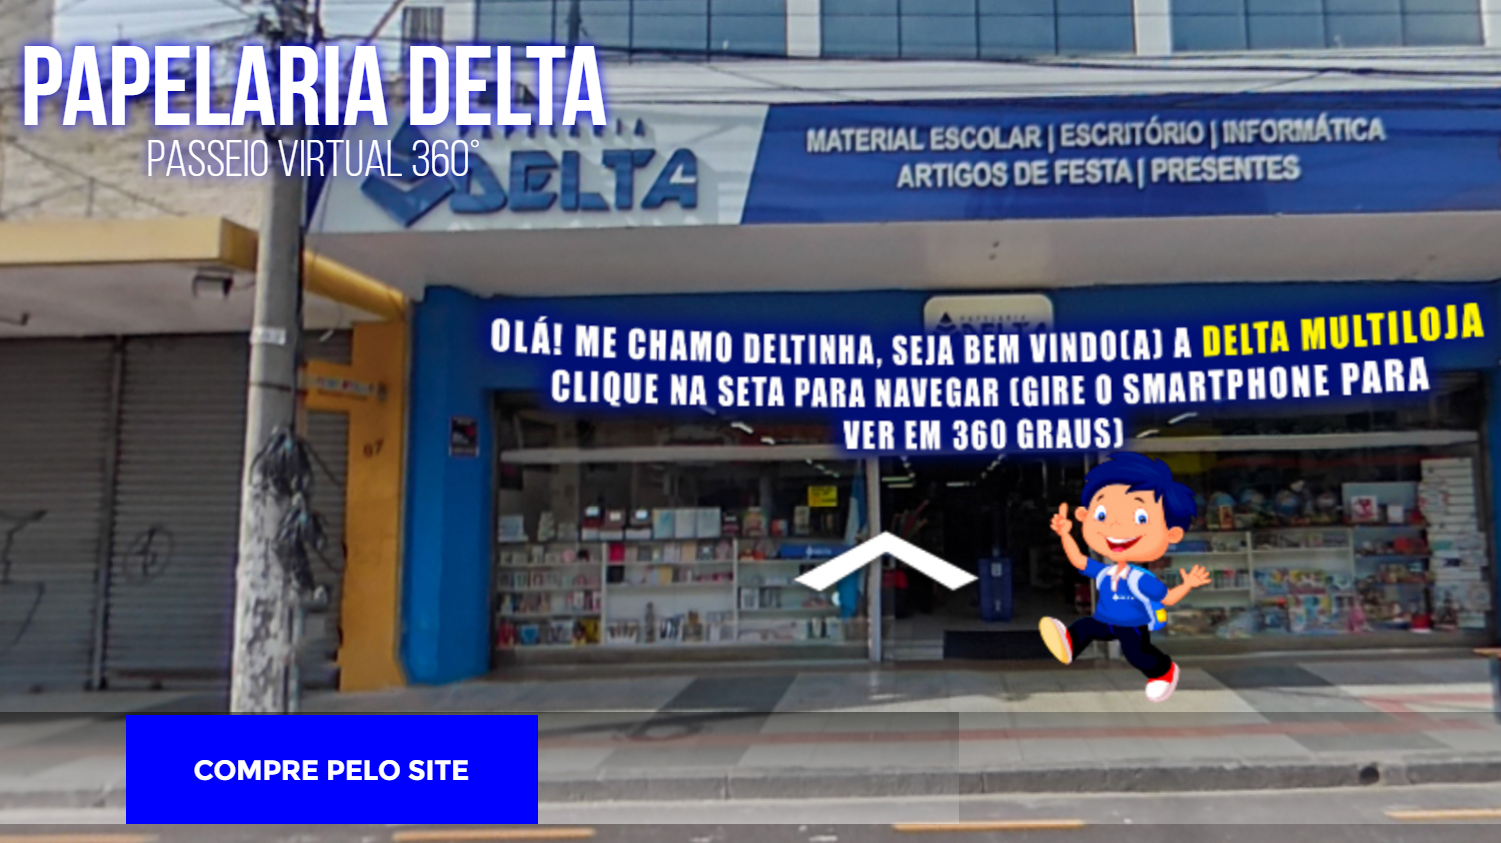 PAPELARIA DELTA
PASSEIO VIRTUAL 360°
PAPELARIA
DELTA
MATERIAL ESCOLAR | ESCRITÓRIO | INFORMÁTICA
ARTIGOS DE FESTA | PRESENTES
OLÁ! ME CHAMO DELTINHA, SEJA BEM VINDO(A) A DELTA MULTILOJA
CLIQUE NA SETA PARA NAVEGAR (GIRE O SMARTPHONE PARA
VER EM 360 GRAUS)
87
COMPRE PELO SITE